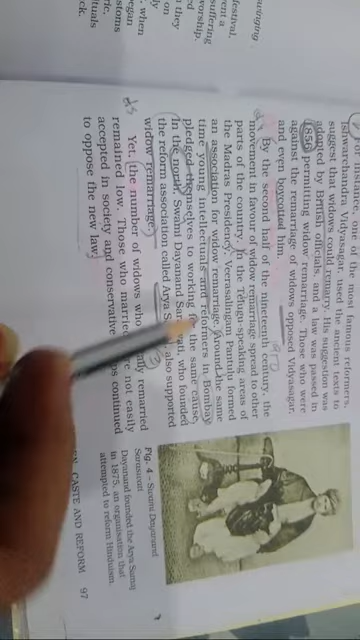 For instance, one of the most famous reformers,
Ishwarchandra Vidyasagar, used the ancient texts to
suggest that widows could remarry. His suggestion was
adopted by British officials, and a law was passed in
1856 permitting widow remarriage. Those who were
against the remarriage of widows opposed Vidyasagar,
and even boycotted him.
By the second half of the nineteenth century, the
movement in favour of widow remarriage spread to other
parts of the country. In the Telugu-speaking areas of
the Madras Presidency, Veerasalingam Pantulu formed
an association for widow remarriage. Around the same
time young intellectuals and reformers in Bombay
pledged themselves to working for the same cause.
In the north, Swami Dayanand who founded
the reform association called Arya also supported
widow remarriage.
Yet, the number of widows who remarried
remained low. Those who married not easily
accepted in society and conservative continued
to oppose the new law.
Fig. 4 – Swami Dayanand
Saraswati
Dayanand founded the Arya Samaj
in 1875, an organisation that
attempted to reform Hinduism.
CASTE AND REFORM 97